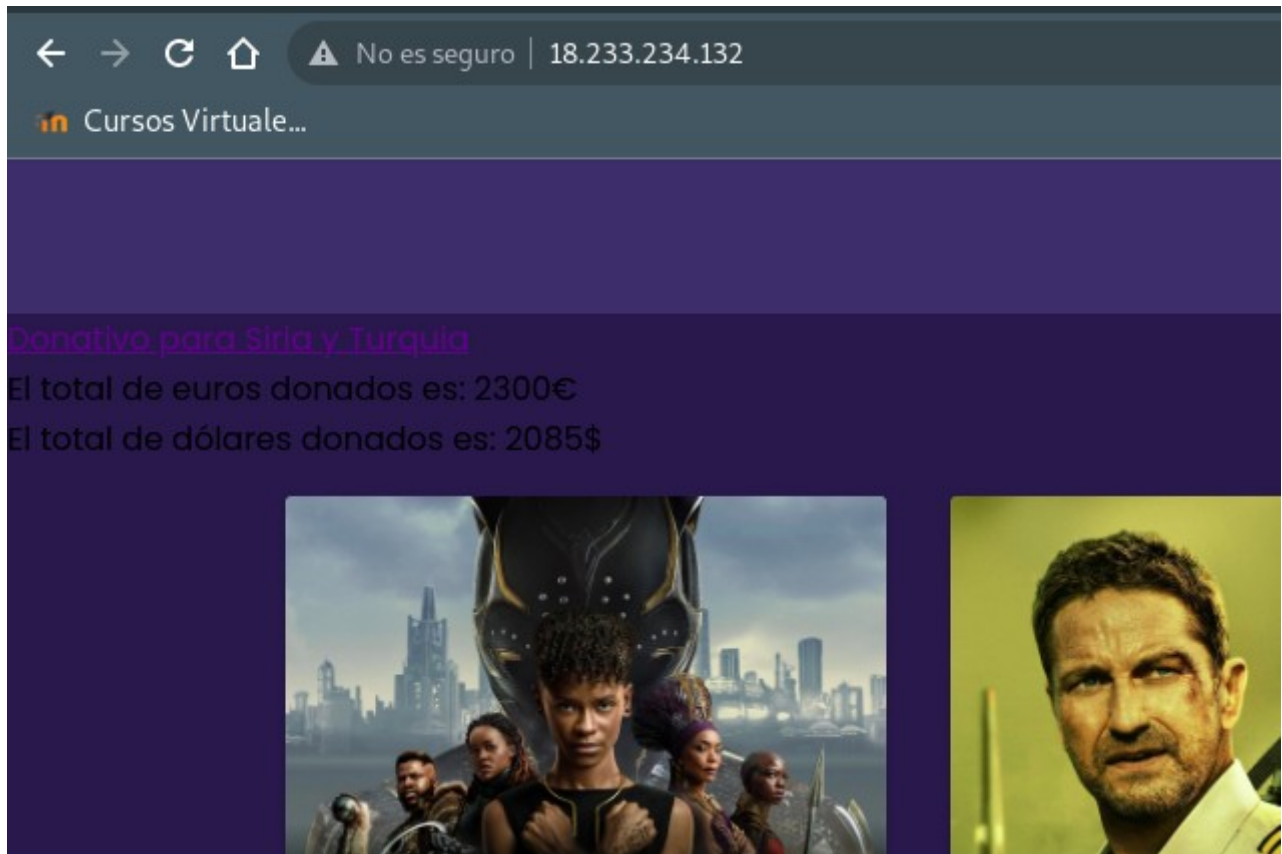 No es seguro | 18.233.234.132
Cursos Virtuale...
Donativo para Siria y Turquia
El total de euros donados es: 2300€
El total de dólares donados es: 2085$